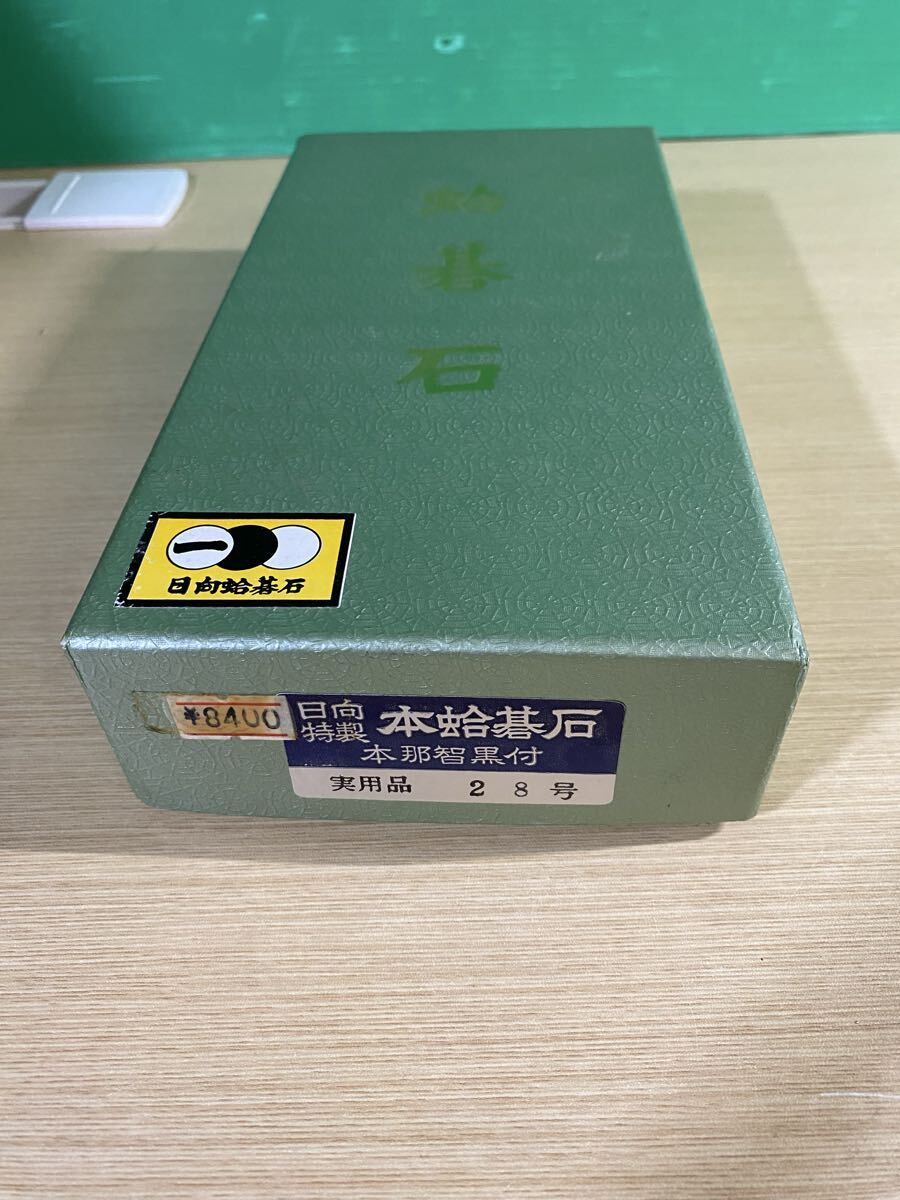 蛤
碁
石
一
日向蛤碁石
¥8400
日向
特製
本蛤碁石
本那智黒付
実用品 28号